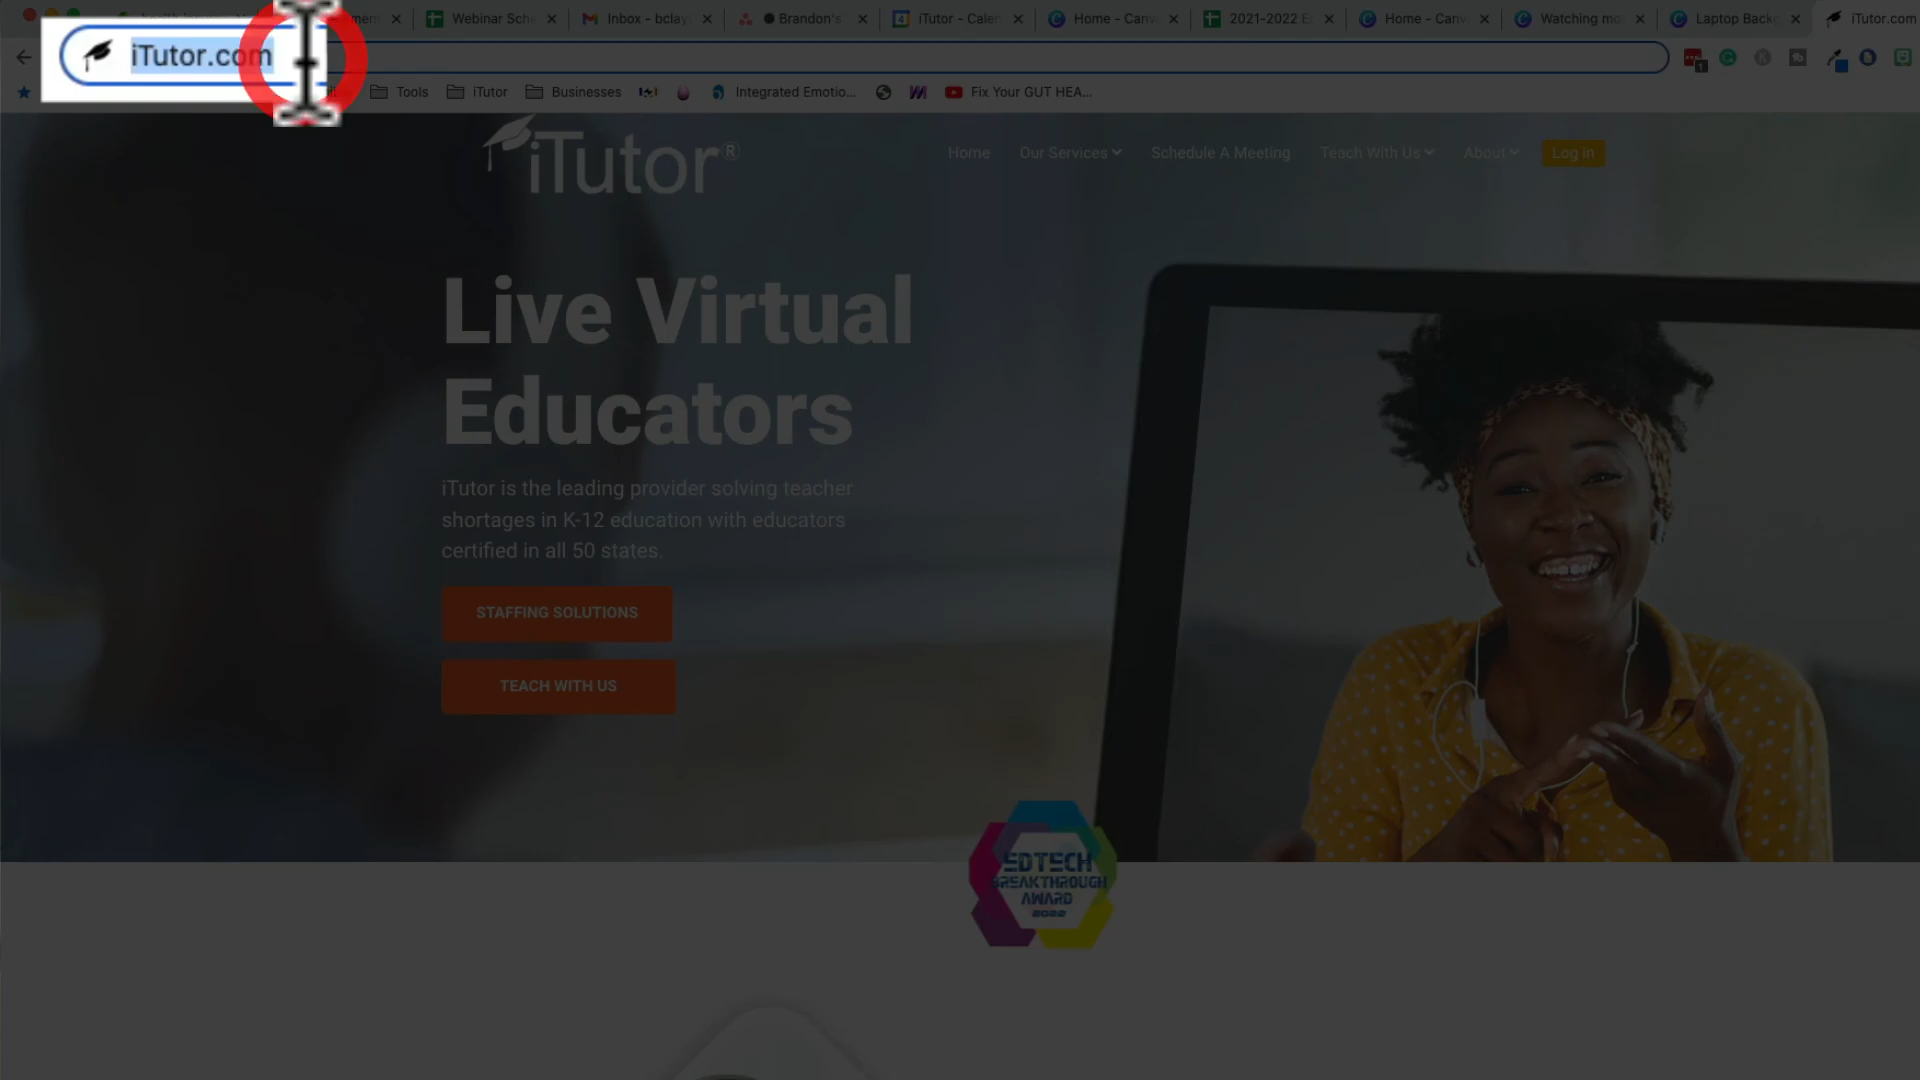 Webinar Sch
Inbox - bclay
Brandon's
iTutor - Calen
Home - Canv
2021-2022 E
Home - Canv
Watching mo
Laptop Backg
iTutor.com
iTutor.com
Tools
iTutor
Businesses
Integrated Emotio...
Fix Your GUT HEA...
iTutor®
Home
Our Services
Schedule A Meeting
Teach With Us
About
Log in
Live Virtual
Educators
iTutor is the leading provider solving teacher
shortages in K-12 education with educators
certified in all 50 states.
STAFFING SOLUTIONS
TEACH WITH US
EDTECH
BREAKTHROUGH
AWARD
2022